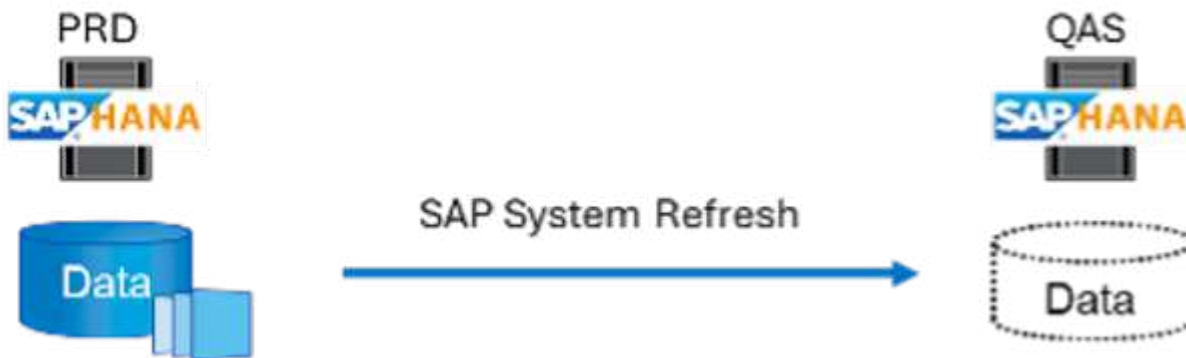 PRD
QAS
SAP HANA
SAP HANA
SAP System Refresh
Data
Data